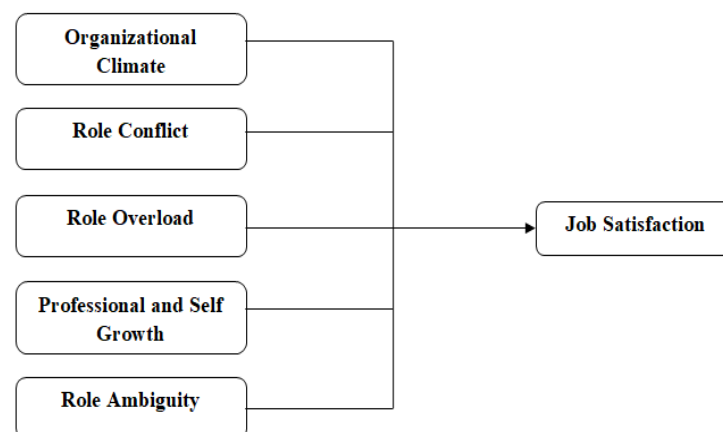 Organizational
Climate
Role Conflict
Role Overload
Job Satisfaction
Professional and Self
Growth
Role Ambiguity